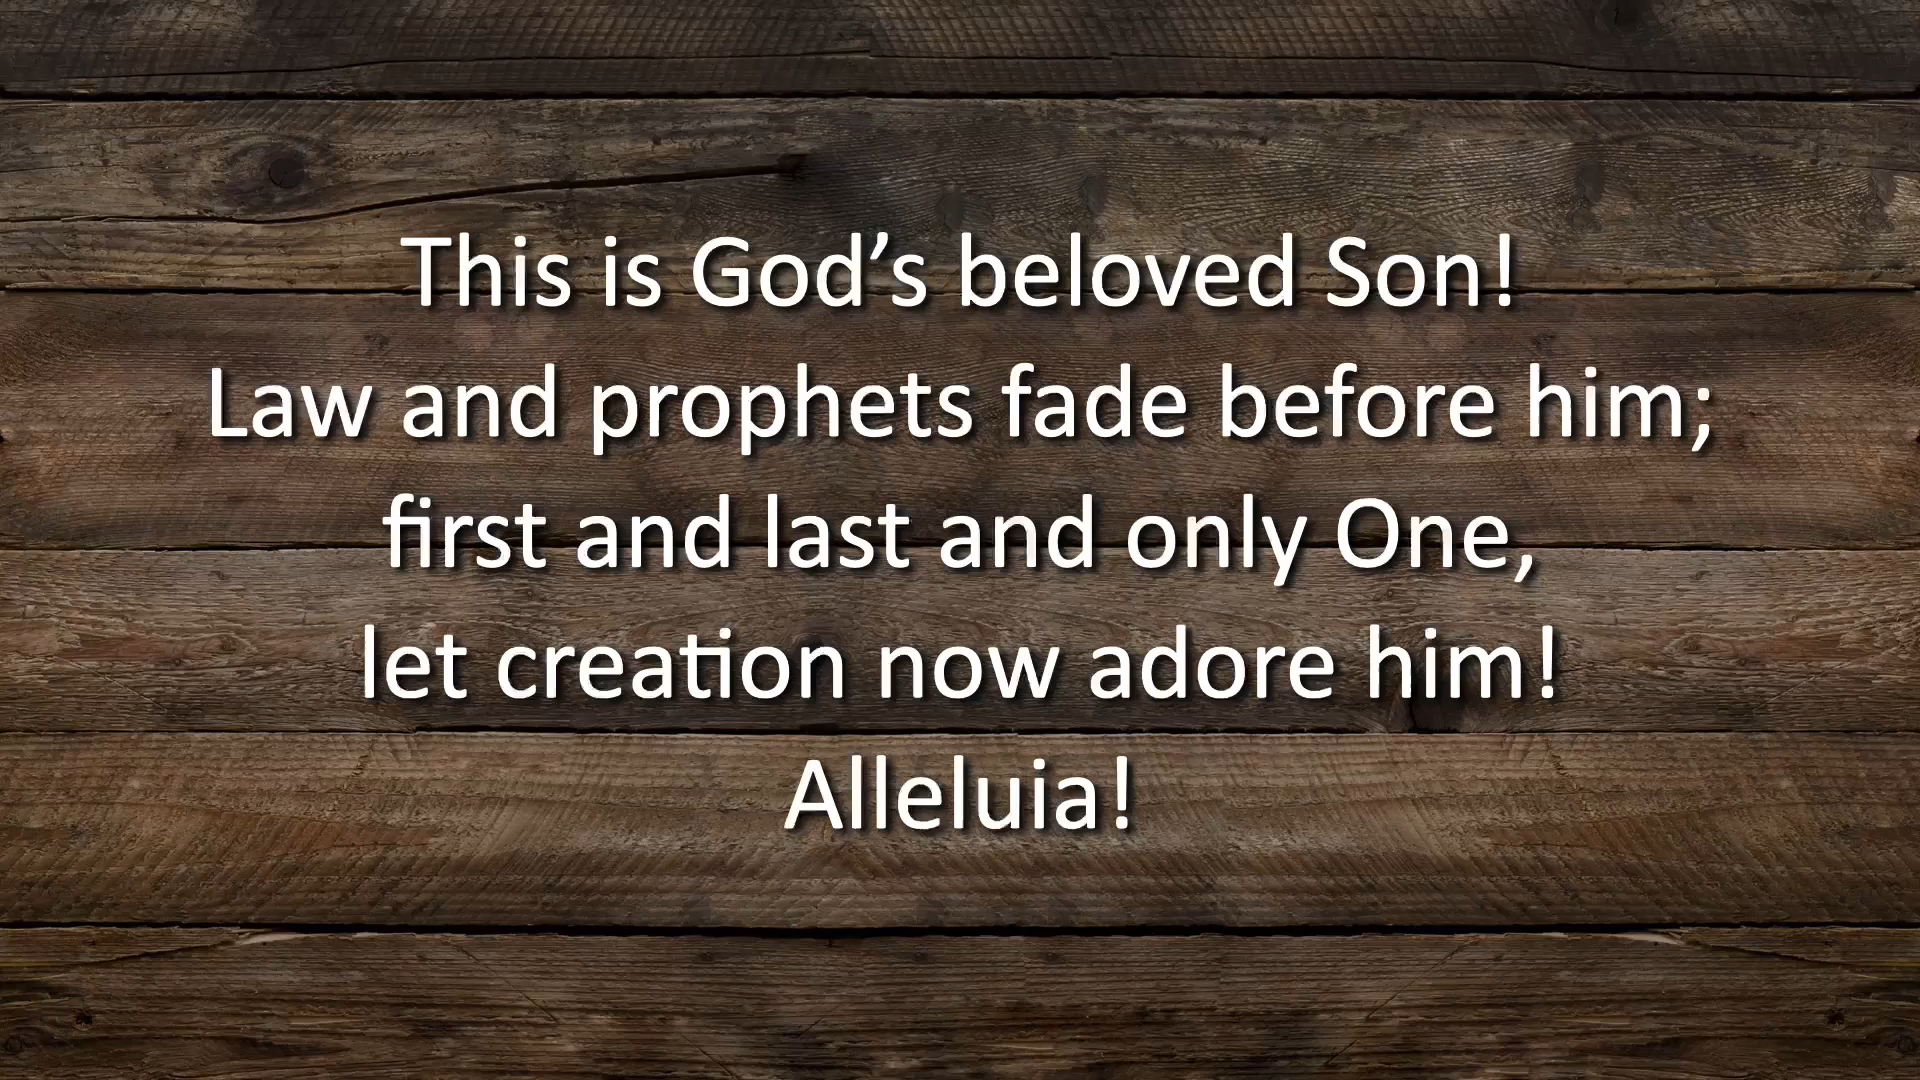 This is God’s beloved Son!
Law and prophets fade before him;
first and last and only One,
let creation now adore him!
Alleluia!